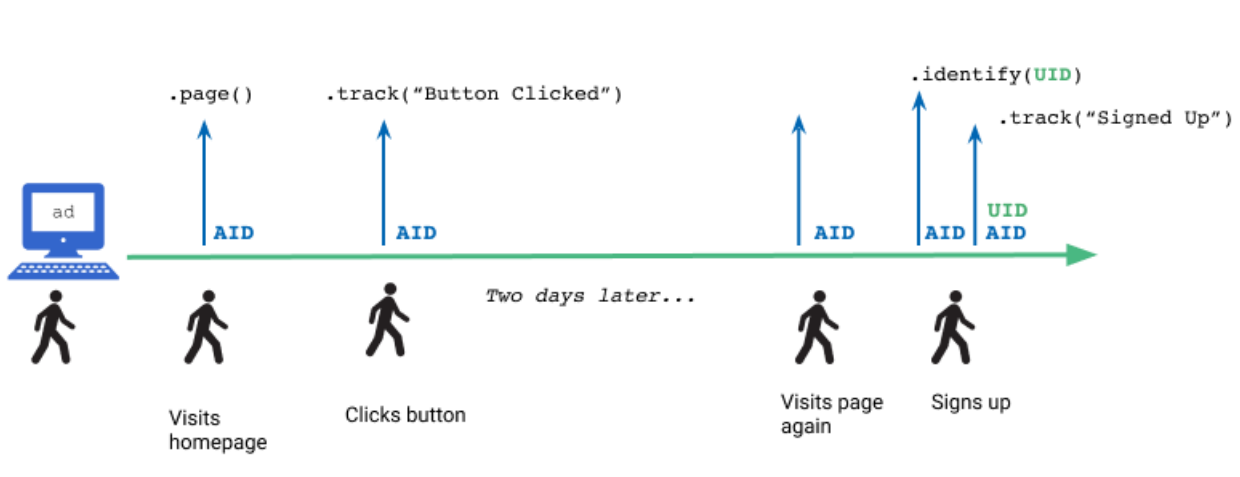 .identify(UID)
.page()
.track(“Button Clicked”)
.track(“Signed Up”)
ad
UID
AID
AID
AID
AID
AID
Two days later...
Visits
homepage
Clicks button
Visits page
again
Signs up